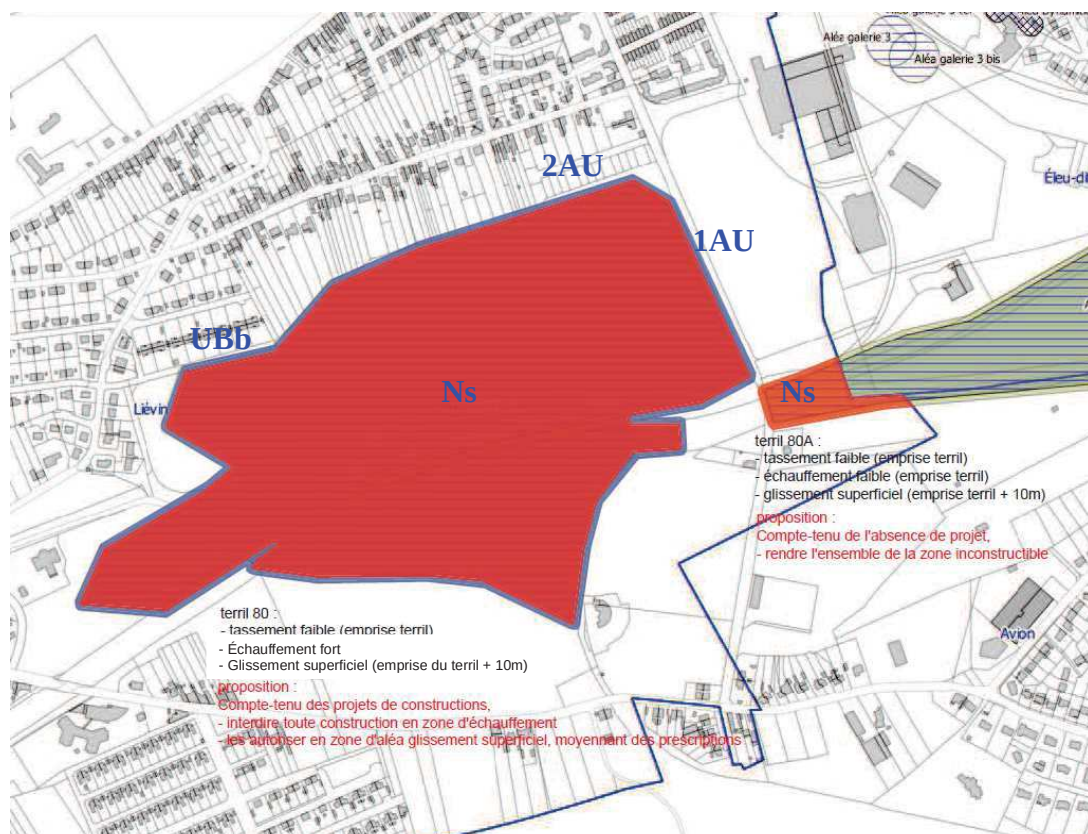 Aléa galerie 3
Aléa galerie 3 bis
Éleu-di
2AU
1AU
UBb
Ns
Ns
Liévin
terril 80A :
- tassement faible (emprise terril)
- échauffement faible (emprise terril)
- glissement superficiel (emprise terril + 10m)
proposition :
Compte-tenu de l'absence de projet,
- rendre l'ensemble de la zone inconstructible
Avion
terril 80 :
- tassement faible (emprise terril)
- Échauffement fort
- Glissement superficiel (emprise du terril + 10m)
proposition :
Compte-tenu des projets de constructions,
- interdire toute construction en zone d'échauffement
- les autoriser en zone d'aléa glissement superficiel, moyennant des prescriptions